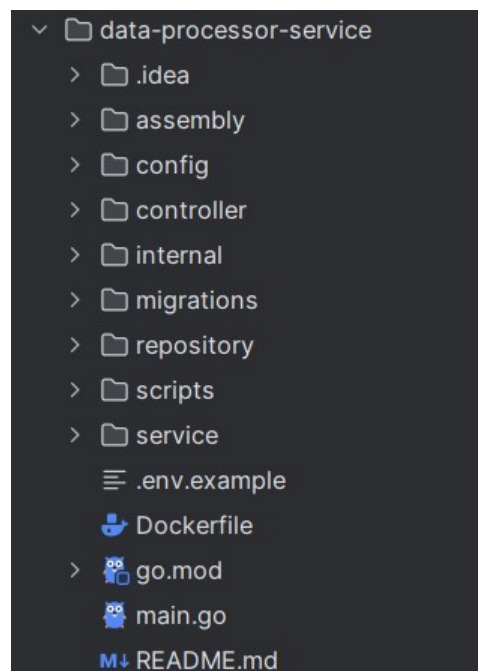 data-processor-service
.idea
assembly
config
controller
internal
migrations
repository
scripts
service
.env.example
Dockerfile
go.mod
main.go
M↓ README.md